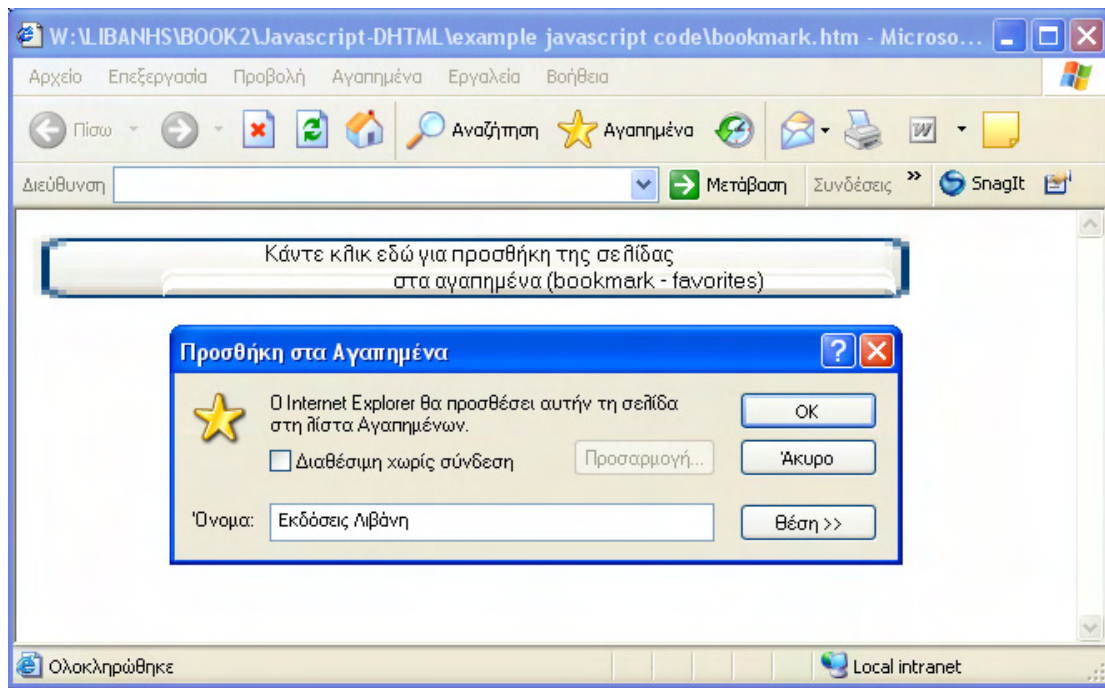 W:\LIBANHS\BOOK2\Javascript-DHTML\example javascript code\bookmark.htm - Microso...
Αρχείο Επεξεργασία Προβολή Αγαπημένα Εργαλεία Βοήθεια
Πίσω Αναζήτηση Αγαπημένα
Διεύθυνση Μετάβαση Συνδέσεις » SnagIt
Κάντε κλικ εδώ για προσθήκη της σελίδας
στα αγαπημένα (bookmark - favorites)
Προσθήκη στα Αγαπημένα
Ο Internet Explorer θα προσθέσει αυτήν τη σελίδα
στη λίστα Αγαπημένων.
OK
Διαθέσιμη χωρίς σύνδεση Προσαρμογή... Άκυρο
Όνομα: Εκδόσεις Λιβάνη Θέση >>
Ολοκληρώθηκε Local intranet